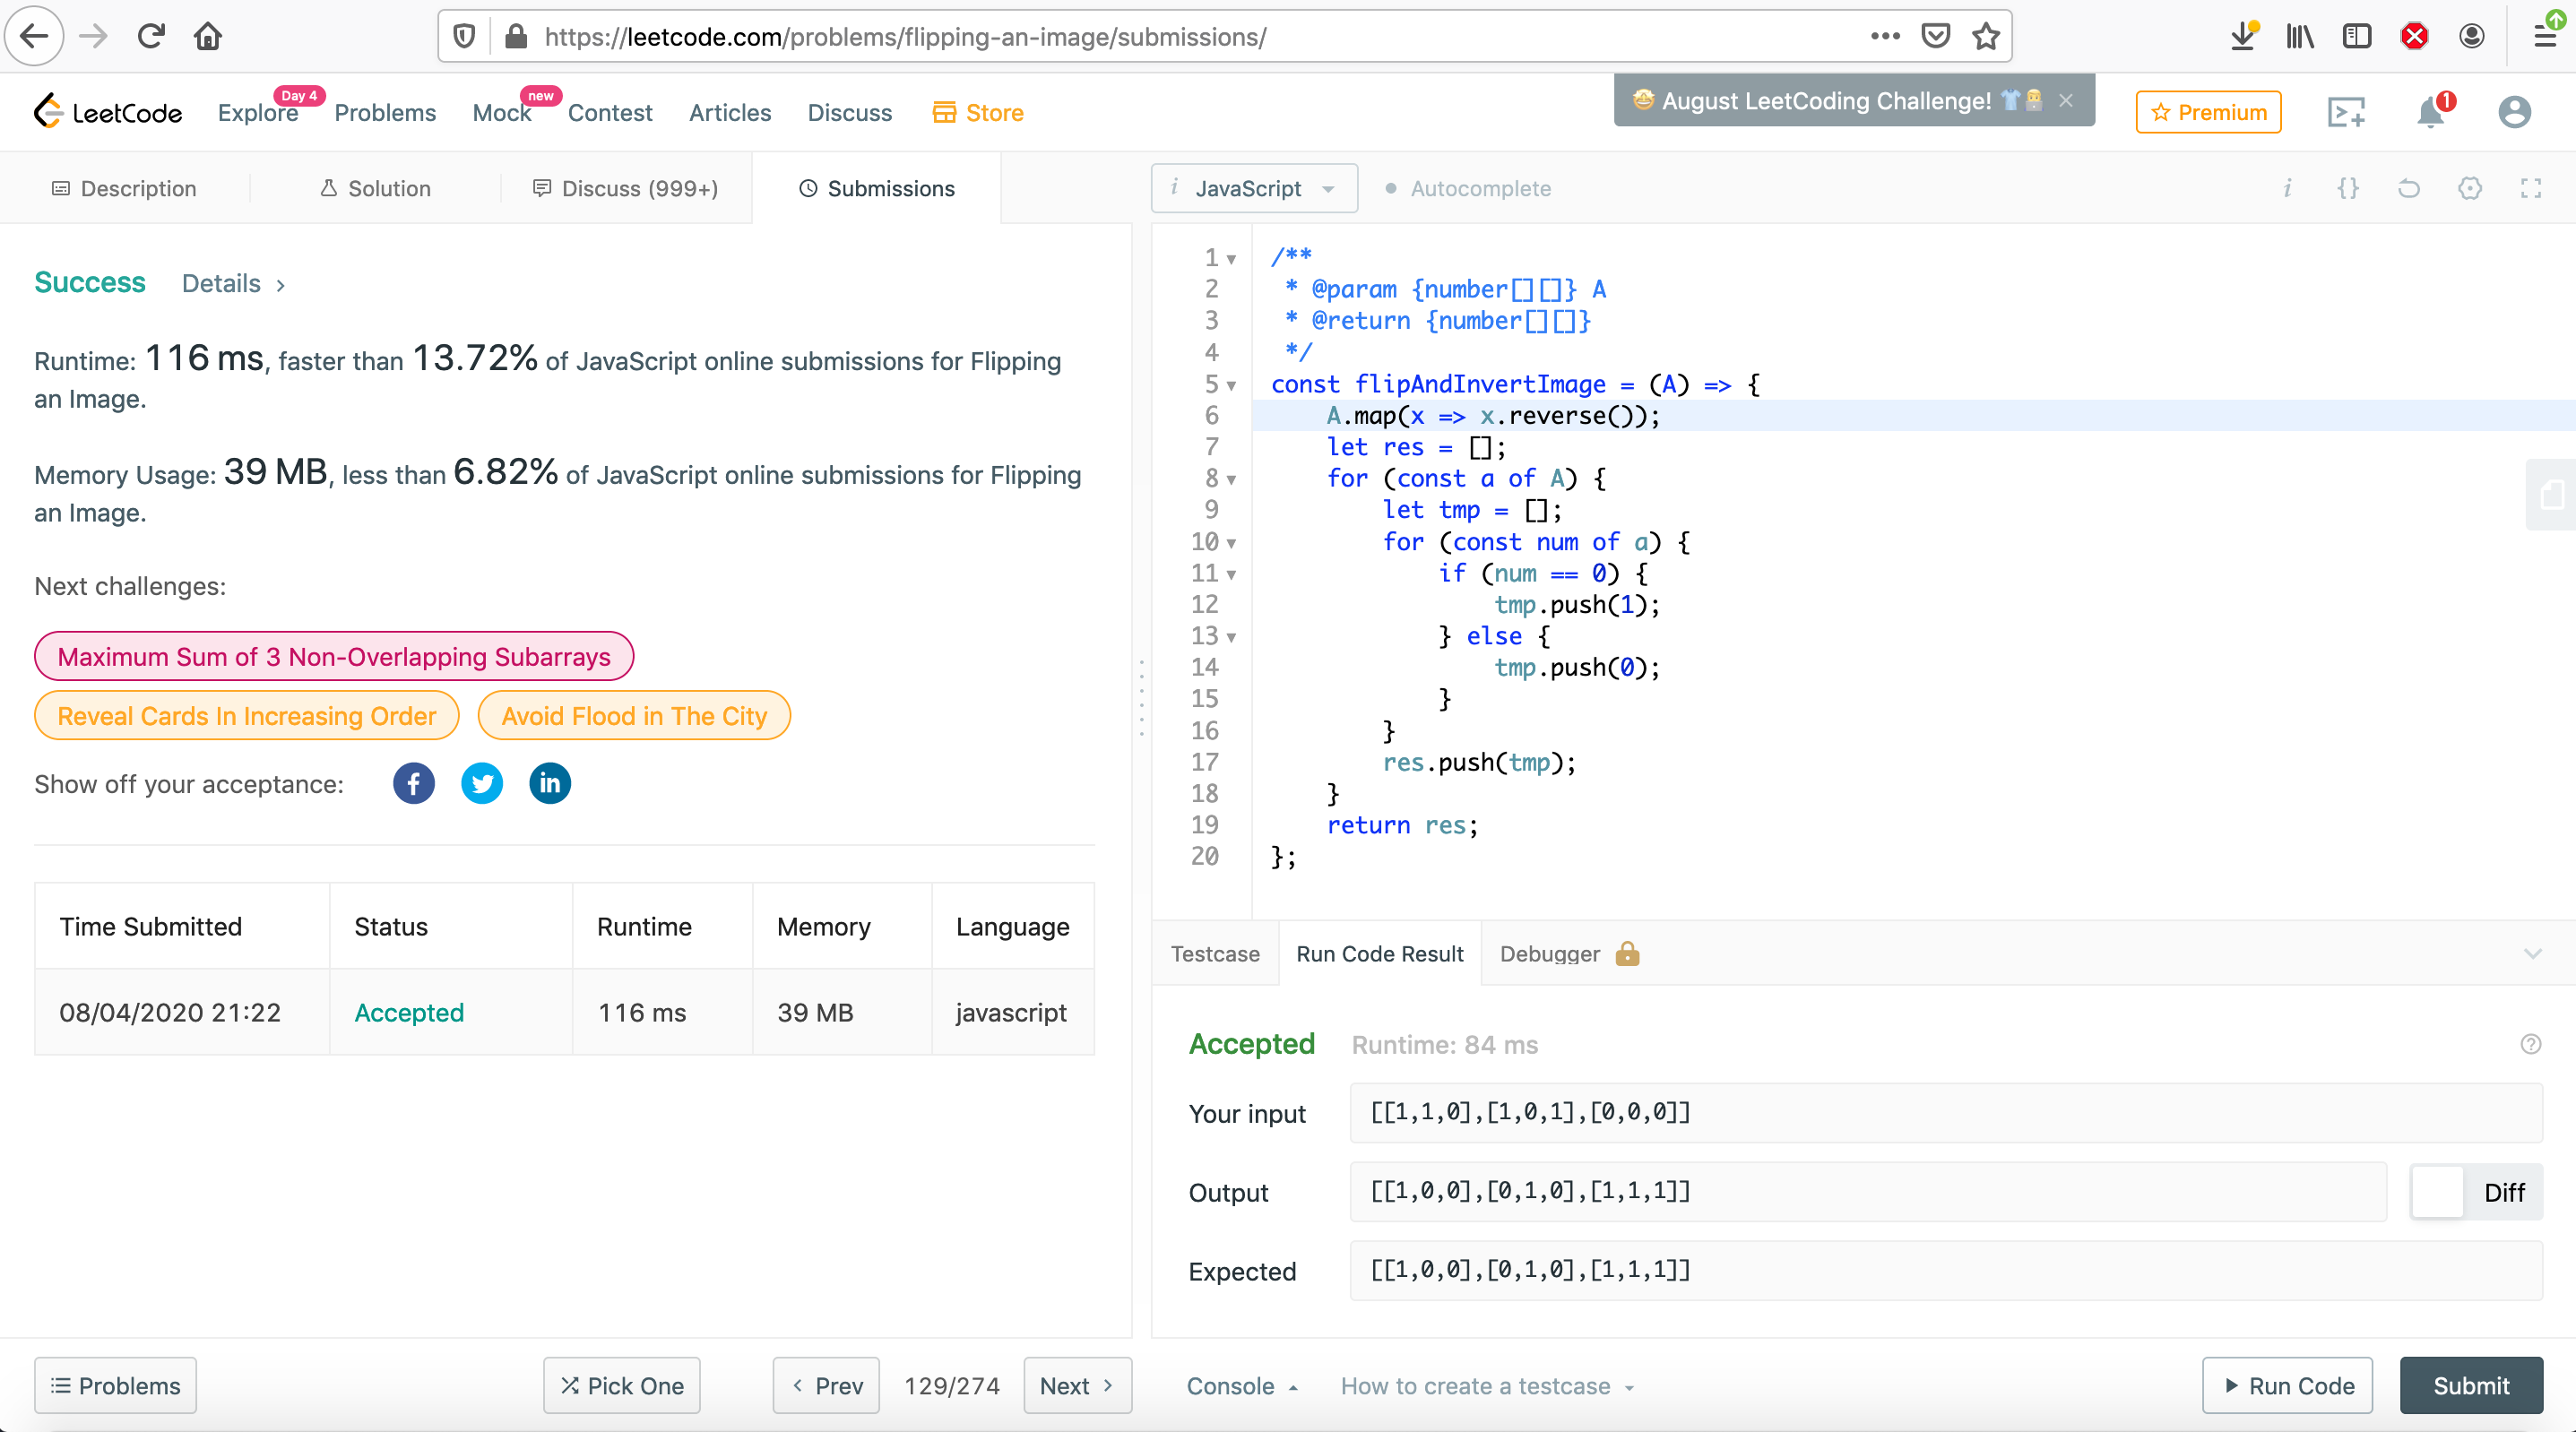 https://leetcode.com/problems/flipping-an-image/submissions/
LeetCode
Explore
Day 4
Problems
Mock
new
Contest
Articles
Discuss
Store
🤩 August LeetCoding Challenge! 👕👩‍💻 ×
Premium
1
Description
Solution
Discuss (999+)
Submissions
i JavaScript
Autocomplete
i
{}
Success Details >
Runtime: 116 ms, faster than 13.72% of JavaScript online submissions for Flipping
an Image.
Memory Usage: 39 MB, less than 6.82% of JavaScript online submissions for Flipping
an Image.
Next challenges:
Maximum Sum of 3 Non-Overlapping Subarrays
Reveal Cards In Increasing Order
Avoid Flood in The City
Show off your acceptance:
f
in
Time Submitted Status Runtime Memory Language
08/04/2020 21:22 Accepted 116 ms 39 MB javascript
1 /**
2  * @param {number[][]} A
3  * @return {number[][]}
4  */
5 const flipAndInvertImage = (A) => {
6     A.map(x => x.reverse());
7     let res = [];
8     for (const a of A) {
9         let tmp = [];
10         for (const num of a) {
11             if (num == 0) {
12                 tmp.push(1);
13             } else {
14                 tmp.push(0);
15             }
16         }
17         res.push(tmp);
18     }
19     return res;
20 };
Testcase
Run Code Result
Debugger
Accepted Runtime: 84 ms
Your input [[1,1,0],[1,0,1],[0,0,0]]
Output [[1,0,0],[0,1,0],[1,1,1]] Diff
Expected [[1,0,0],[0,1,0],[1,1,1]]
Problems
Pick One
Prev
129/274
Next
Console
How to create a testcase
Run Code
Submit